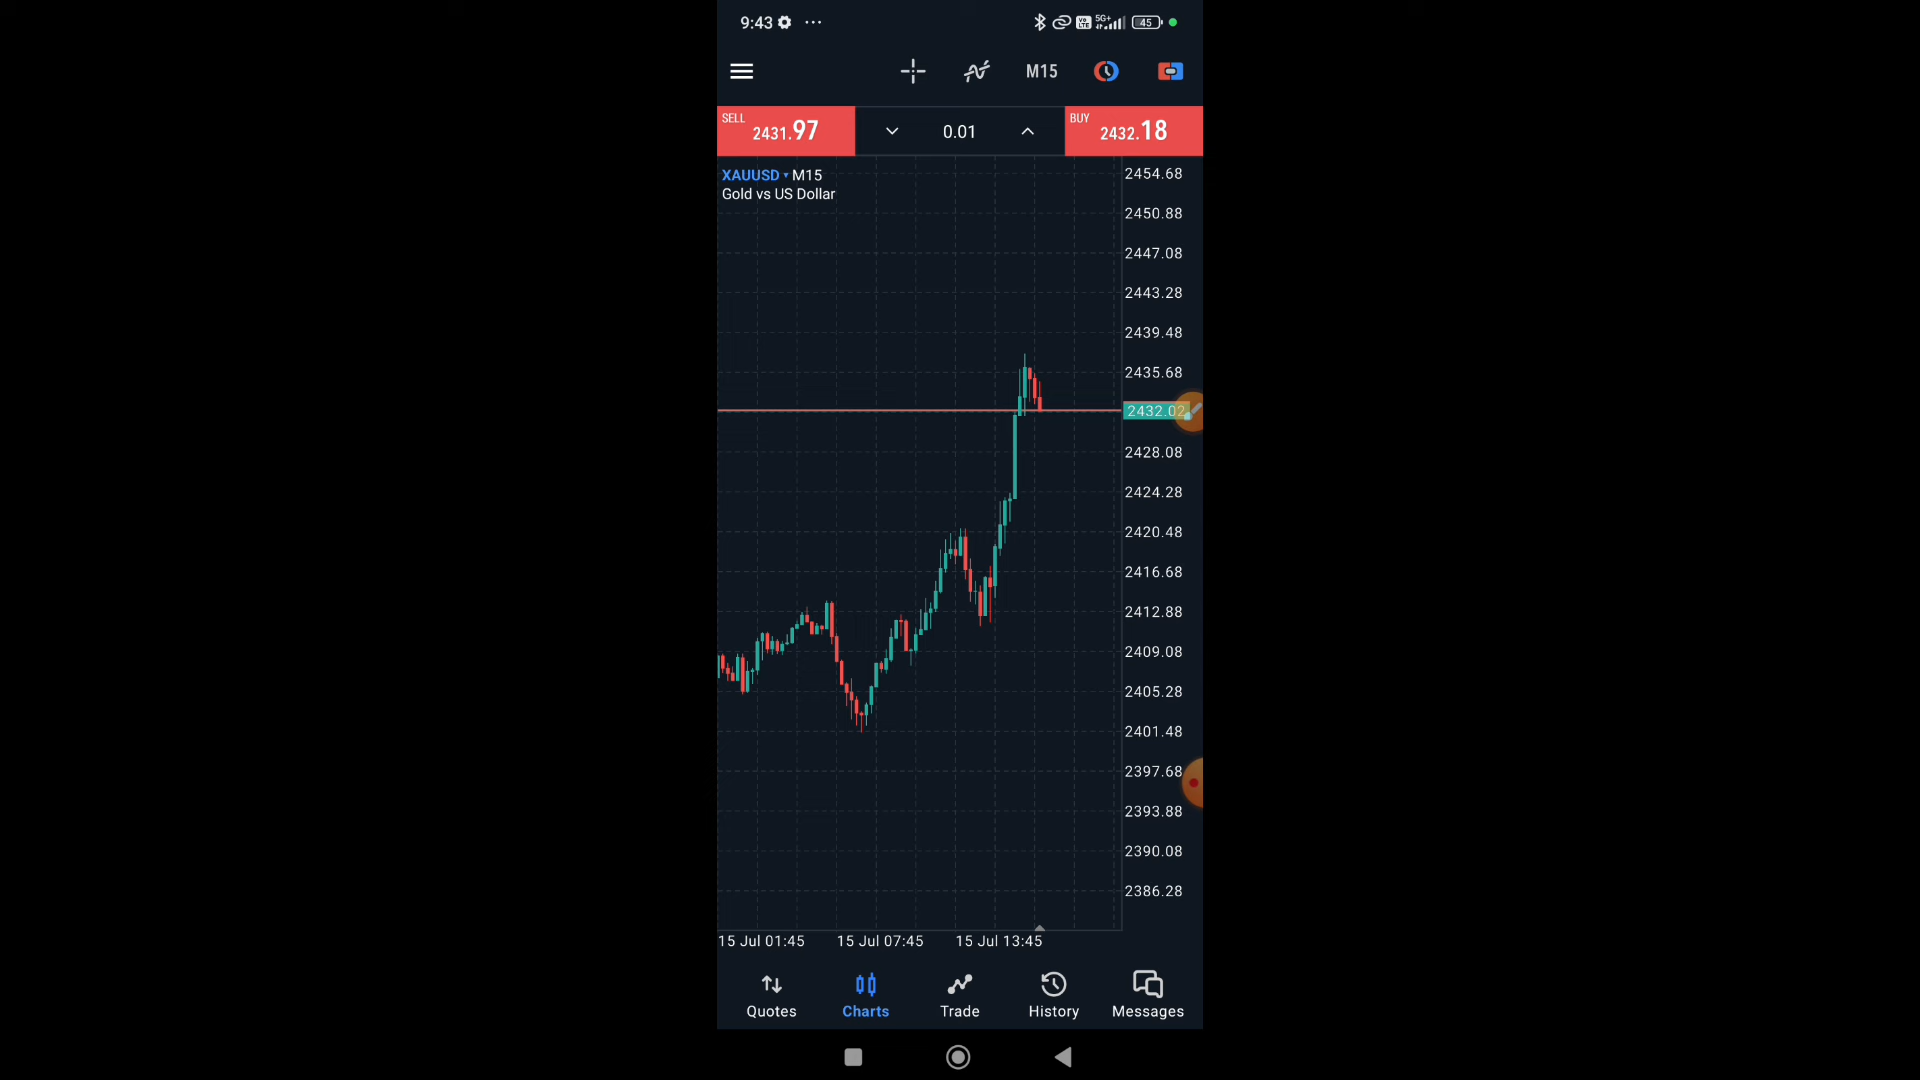 9:43 ... VoLTE 5G+ 45
M15
SELL 2431.97
0.01
BUY 2432.18
XAUUSD M15
Gold vs US Dollar
2454.68
2450.88
2447.08
2443.28
2439.48
2435.68
2432.02
2428.08
2424.28
2420.48
2416.68
2412.88
2409.08
2405.28
2401.48
2397.68
2393.88
2390.08
2386.28
15 Jul 01:45 15 Jul 07:45 15 Jul 13:45
Quotes Charts Trade History Messages